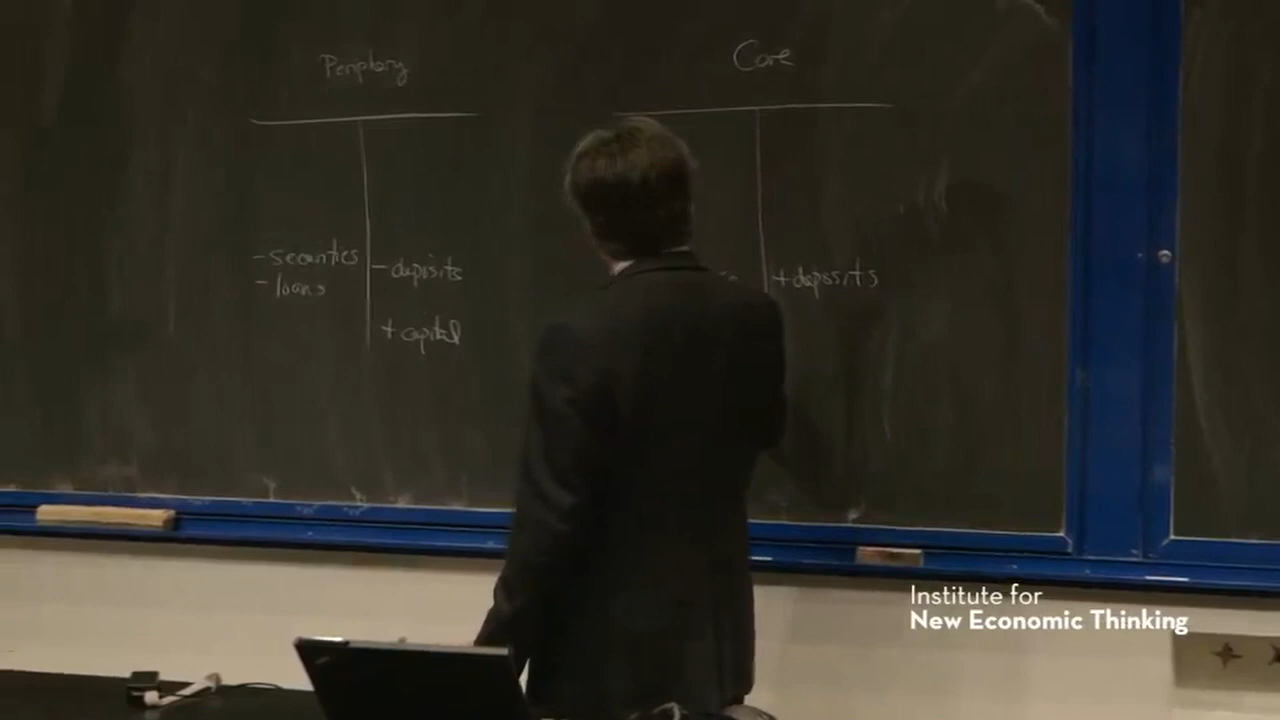 Periphery
Core
-securities
-loans
-deposits
+capital
+deposits
Institute for
New Economic Thinking